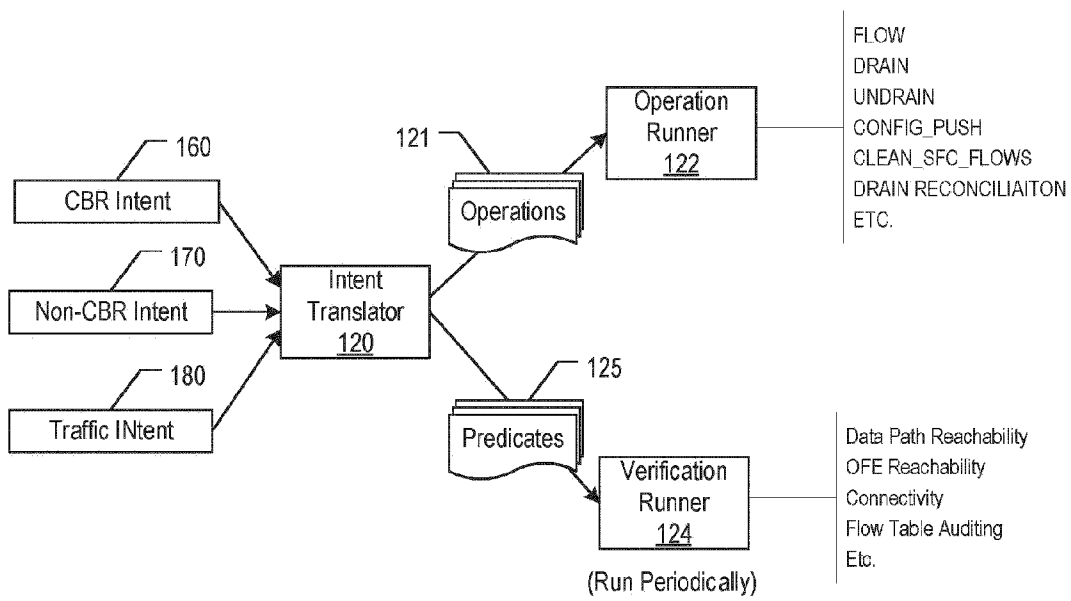 160
CBR Intent
170
Non-CBR Intent
180
Traffic INtent
Intent
Translator
120
121
Operations
125
Predicates
Operation
Runner
122
FLOW
DRAIN
UNDRAIN
CONFIG_PUSH
CLEAN_SFC_FLOWS
DRAIN RECONCILIAITON
ETC.
Verification
Runner
124
(Run Periodically)
Data Path Reachability
OFE Reachability
Connectivity
Flow Table Auditing
Etc.